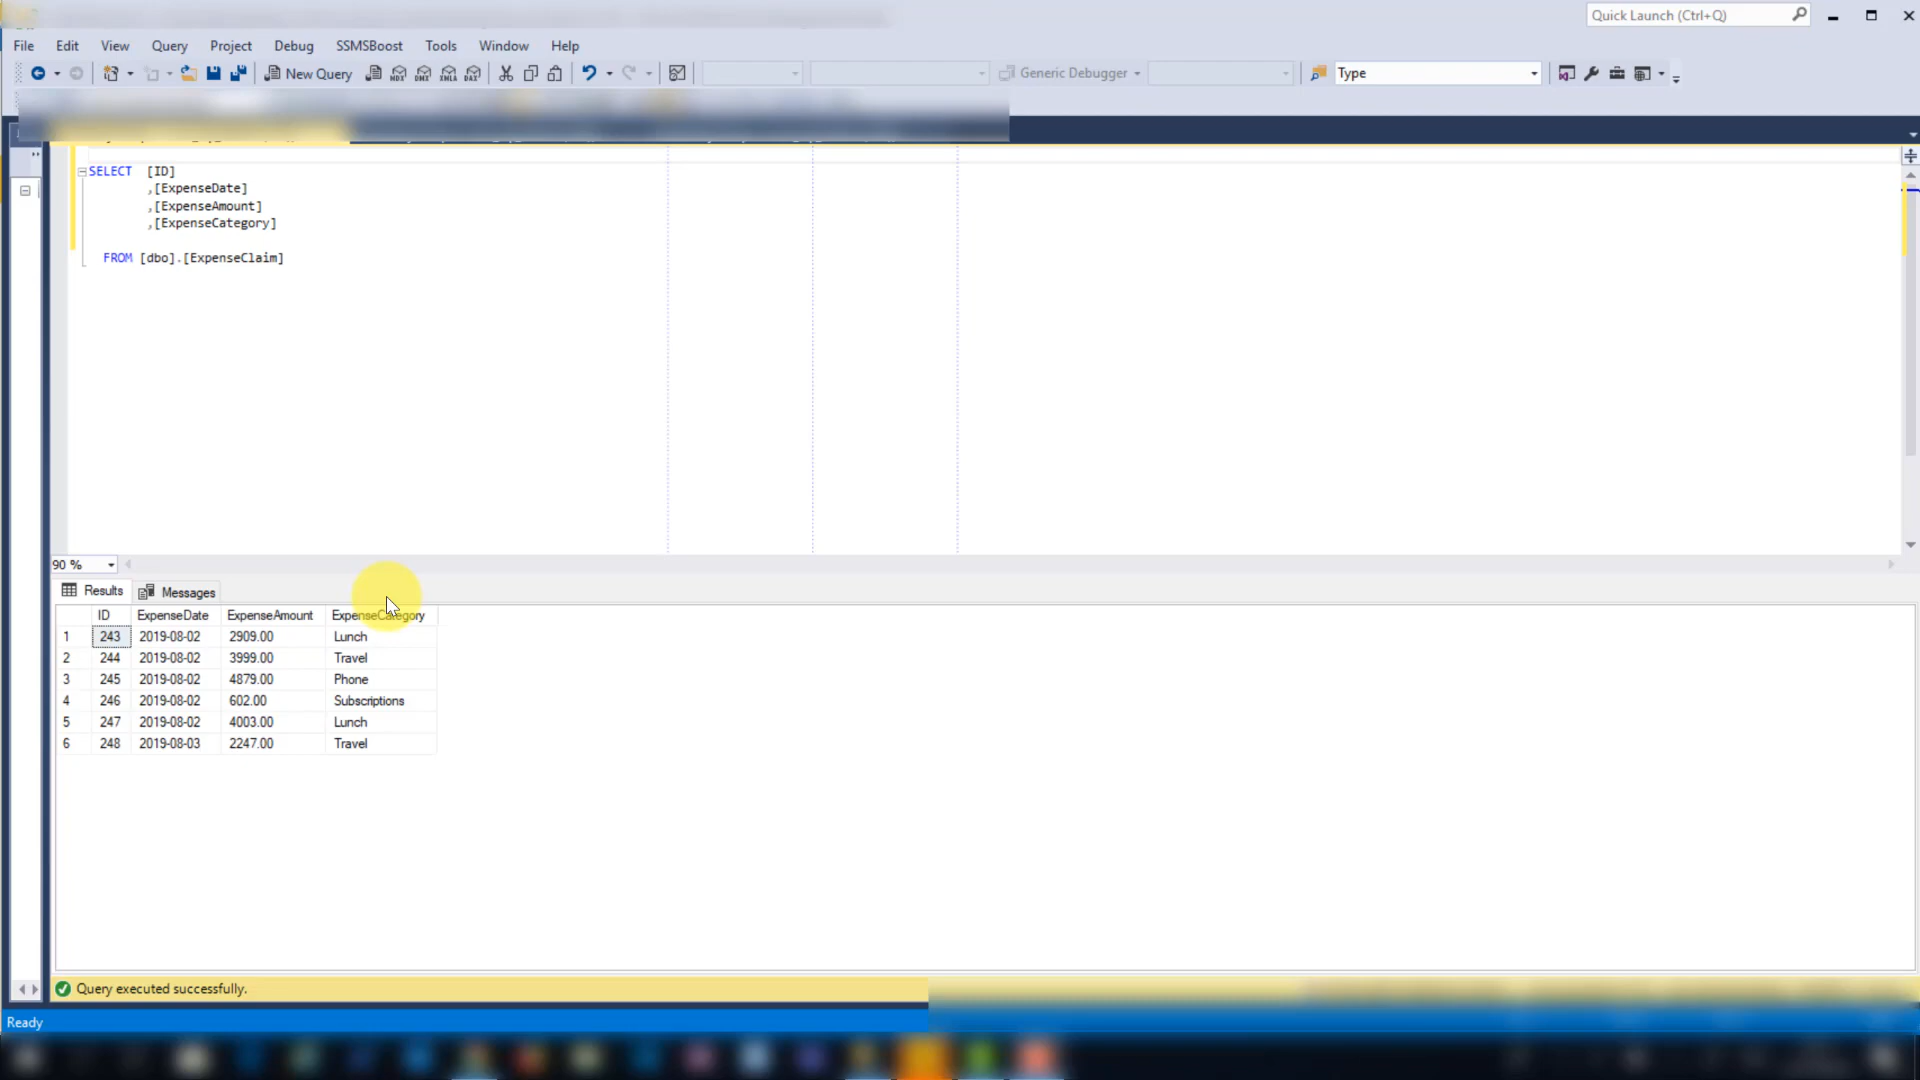 Quick Launch (Ctrl+Q)
File Edit View Query Project Debug SSMSBoost Tools Window Help
New Query MDX DMX XMLA DAX Generic Debugger Type
SELECT [ID]
,[ExpenseDate]
,[ExpenseAmount]
,[ExpenseCategory]
FROM [dbo].[ExpenseClaim]
90 %
Results Messages
ID ExpenseDate ExpenseAmount ExpenseCategory
1 243 2019-08-02 2909.00 Lunch
2 244 2019-08-02 3999.00 Travel
3 245 2019-08-02 4879.00 Phone
4 246 2019-08-02 602.00 Subscriptions
5 247 2019-08-02 4003.00 Lunch
6 248 2019-08-03 2247.00 Travel
Query executed successfully.
Ready